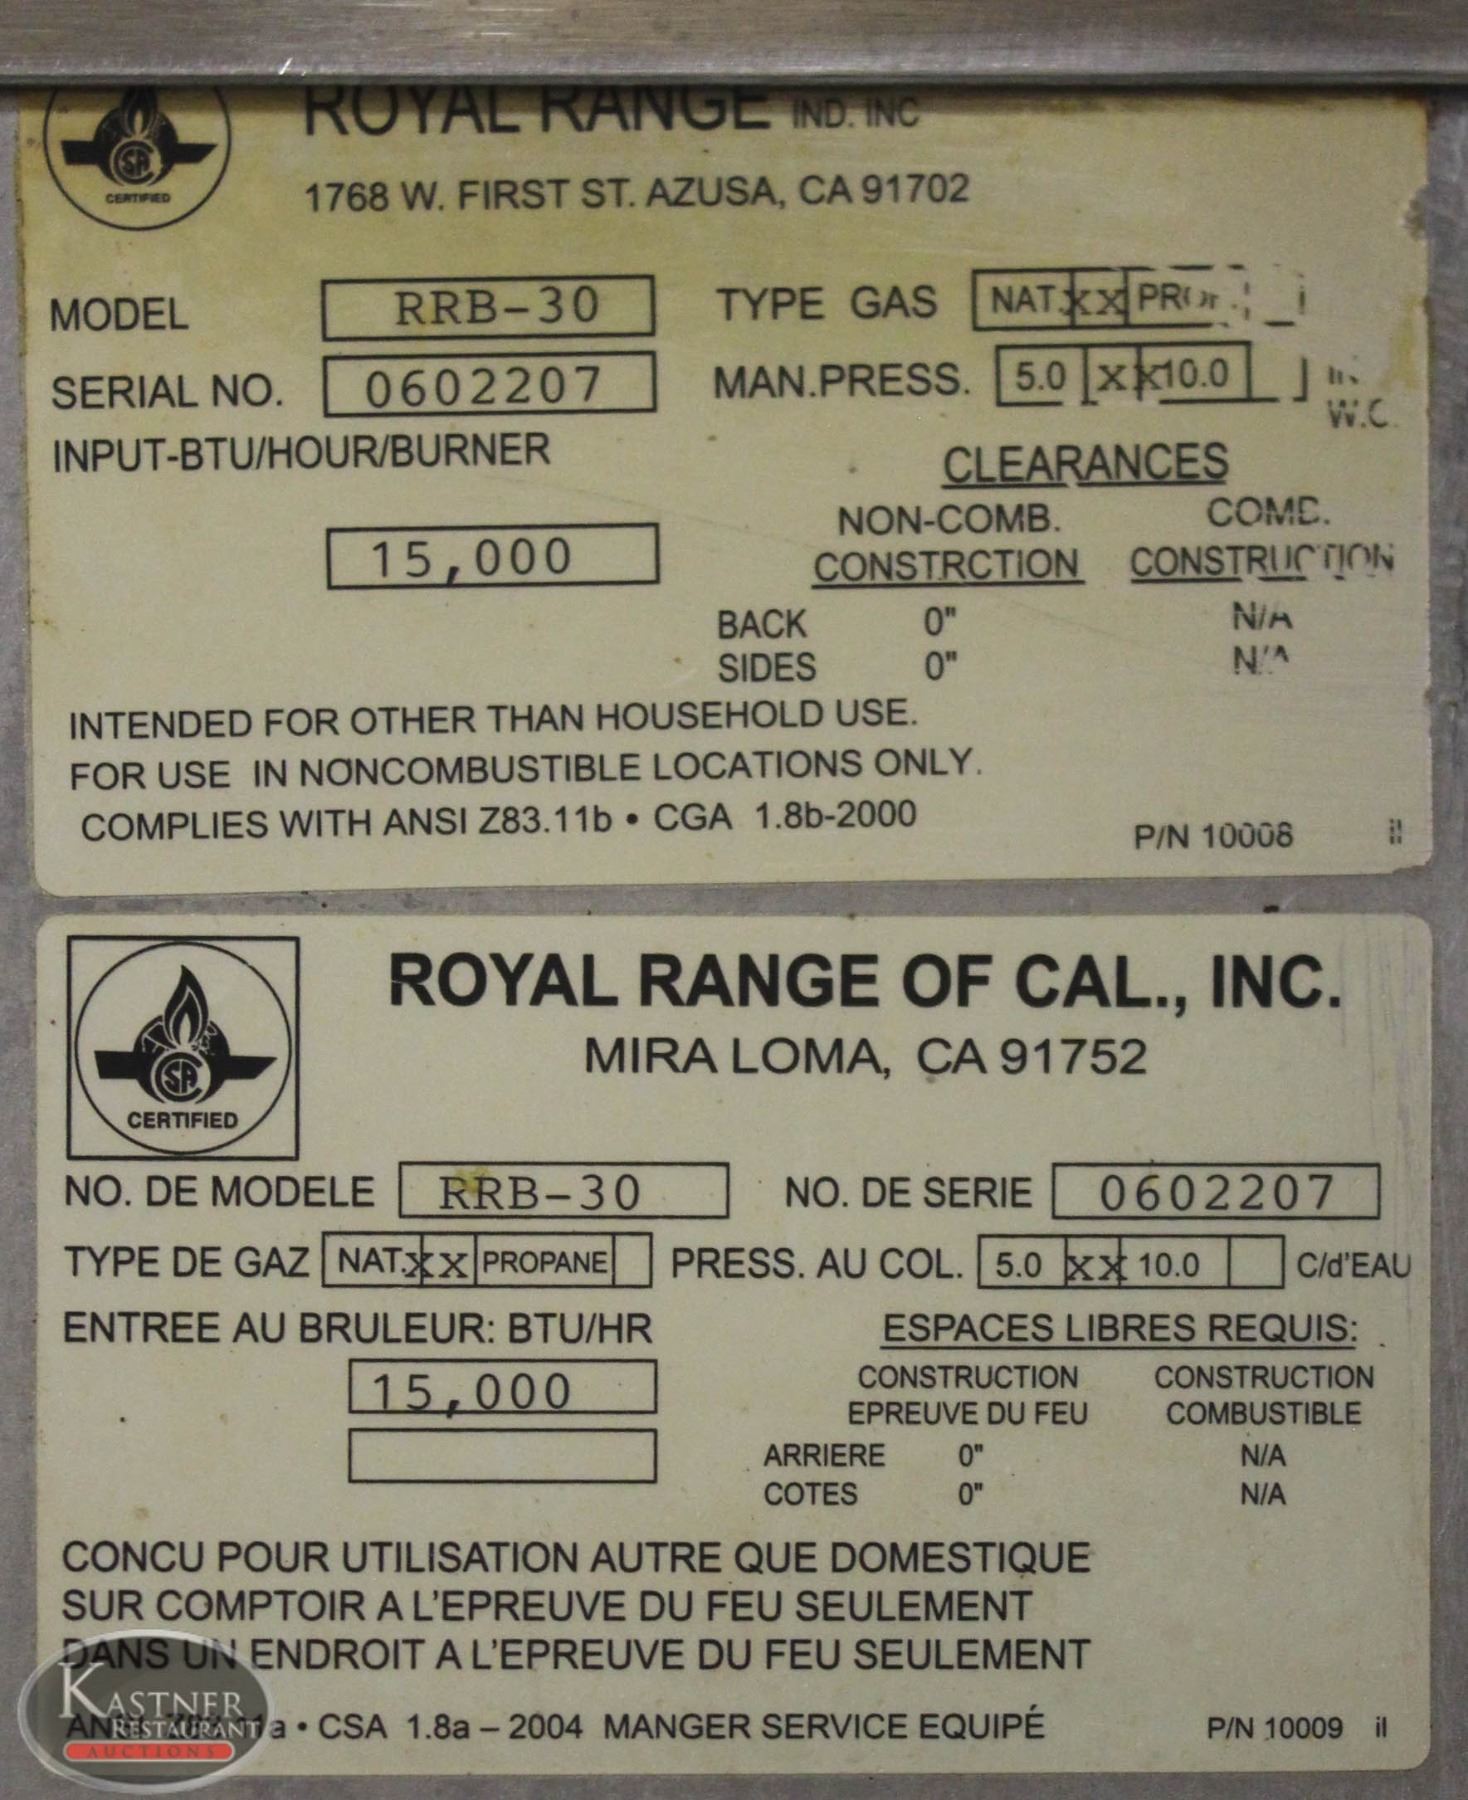 ROYAL RANGE IND. INC
CSA
CERTIFIED
1768 W. FIRST ST. AZUSA, CA 91702
MODEL RRB-30 TYPE GAS NAT. XX
SERIAL NO. 0602207 MAN.PRESS. 5.0 XX 10.0
W.C.
INPUT-BTU/HOUR/BURNER
CLEARANCES
NON-COMB.
CONSTRCTION CONSTRUCTION
15,000
BACK 0" N/A
SIDES 0" N/A
INTENDED FOR OTHER THAN HOUSEHOLD USE.
FOR USE IN NONCOMBUSTIBLE LOCATIONS ONLY.
COMPLIES WITH ANSI Z83.11b • CGA 1.8b-2000
P/N 10008 il
ROYAL RANGE OF CAL., INC.
MIRA LOMA, CA 91752
CSA
CERTIFIED
NO. DE MODELE RRB-30 NO. DE SERIE 0602207
TYPE DE GAZ NAT. XX PROPANE PRESS. AU COL. 5.0 XX 10.0 C/d'EAU
ENTREE AU BRULEUR: BTU/HR ESPACES LIBRES REQUIS:
15,000
CONSTRUCTION CONSTRUCTION
EPREUVE DU FEU COMBUSTIBLE
ARRIERE 0" N/A
COTES 0" N/A
CONCU POUR UTILISATION AUTRE QUE DOMESTIQUE
SUR COMPTOIR A L'EPREUVE DU FEU SEULEMENT
DANS UN ENDROIT A L'EPREUVE DU FEU SEULEMENT
• CSA 1.8a – 2004 MANGER SERVICE EQUIPÉ P/N 10009 il
KASTNER
RESTAURANT
AUCTIONS